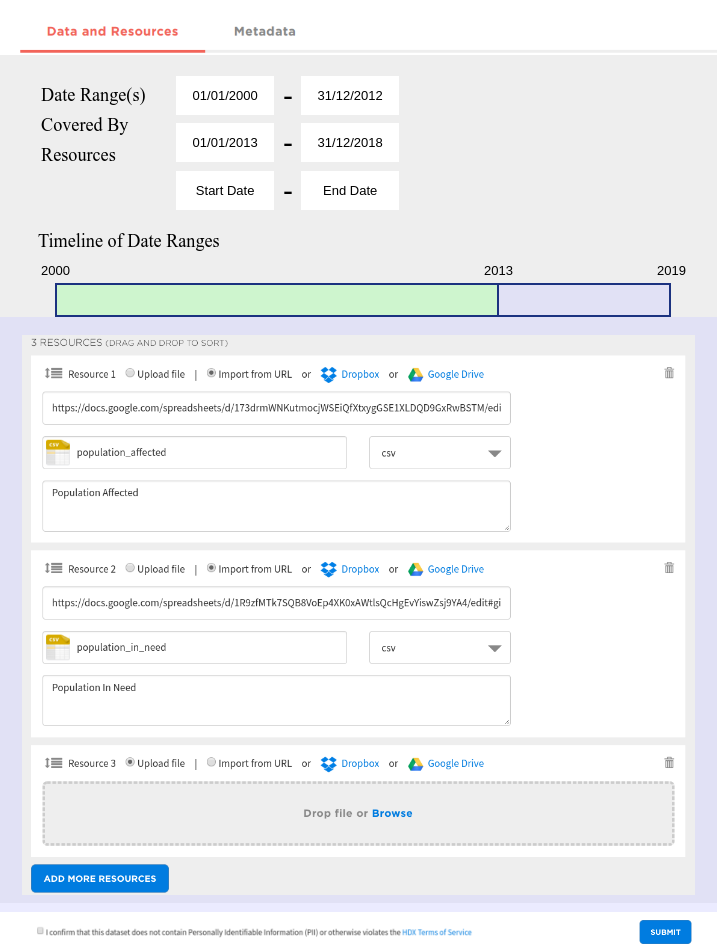 Data and Resources Metadata
Date Range(s) 01/01/2000 - 31/12/2012
Covered By 01/01/2013 - 31/12/2018
Resources
Start Date - End Date
Timeline of Date Ranges
2000 2013 2019
3 RESOURCES (DRAG AND DROP TO SORT)
Resource 1 Upload file | Import from URL or Dropbox or Google Drive
https://docs.google.com/spreadsheets/d/173drmWNKutmocjWSEiQfXtxygGSE1XLDQD9GxRwBSTM/edi
CSV population_affected csv
Population Affected
Resource 2 Upload file | Import from URL or Dropbox or Google Drive
https://docs.google.com/spreadsheets/d/1R9zfMTk7SQB8VoEp4XK0xAWtlsQcHgEvYiswZsj9YA4/edit#gi
CSV population_in_need csv
Population In Need
Resource 3 Upload file | Import from URL or Dropbox or Google Drive
Drop file or Browse
ADD MORE RESOURCES
I confirm that this dataset does not contain Personally Identifiable Information (PII) or otherwise violates the HDX Terms of Service SUBMIT